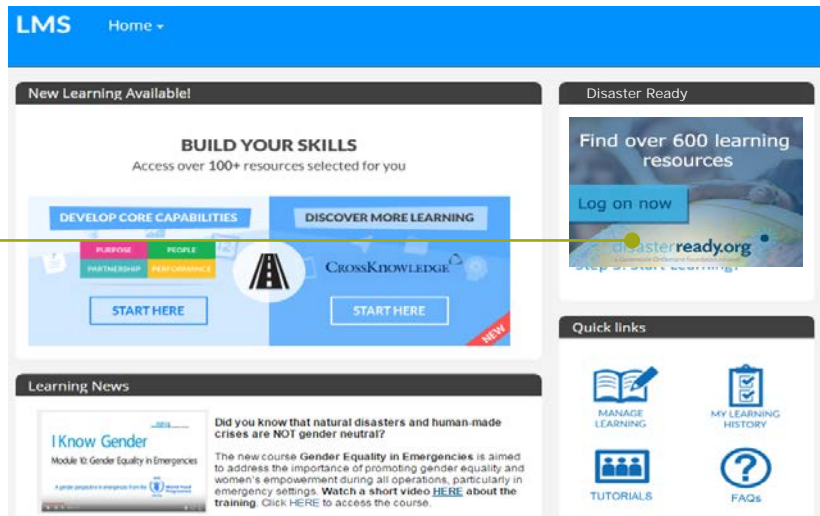 LMS
Home
New Learning Available!
BUILD YOUR SKILLS
Access over 100+ resources selected for you
DEVELOP CORE CAPABILITIES
PURPOSE
PEOPLE
PARTNERSHIP
PERFORMANCE
START HERE
DISCOVER MORE LEARNING
CROSSKNOWLEDGE
START HERE
NEW
Disaster Ready
Find over 600 learning
resources
Log on now
disasterready.org
Quick links
MANAGE
LEARNING
MY LEARNING
HISTORY
TUTORIALS
FAQs
Learning News
I Know Gender
Module 10: Gender Equality in Emergencies
Did you know that natural disasters and human-made
crises are NOT gender neutral?
The new course Gender Equality in Emergencies is aimed
to address the importance of promoting gender equality and
women's empowerment during all operations, particularly in
emergency settings. Watch a short video HERE about the
training. Click HERE to access the course.